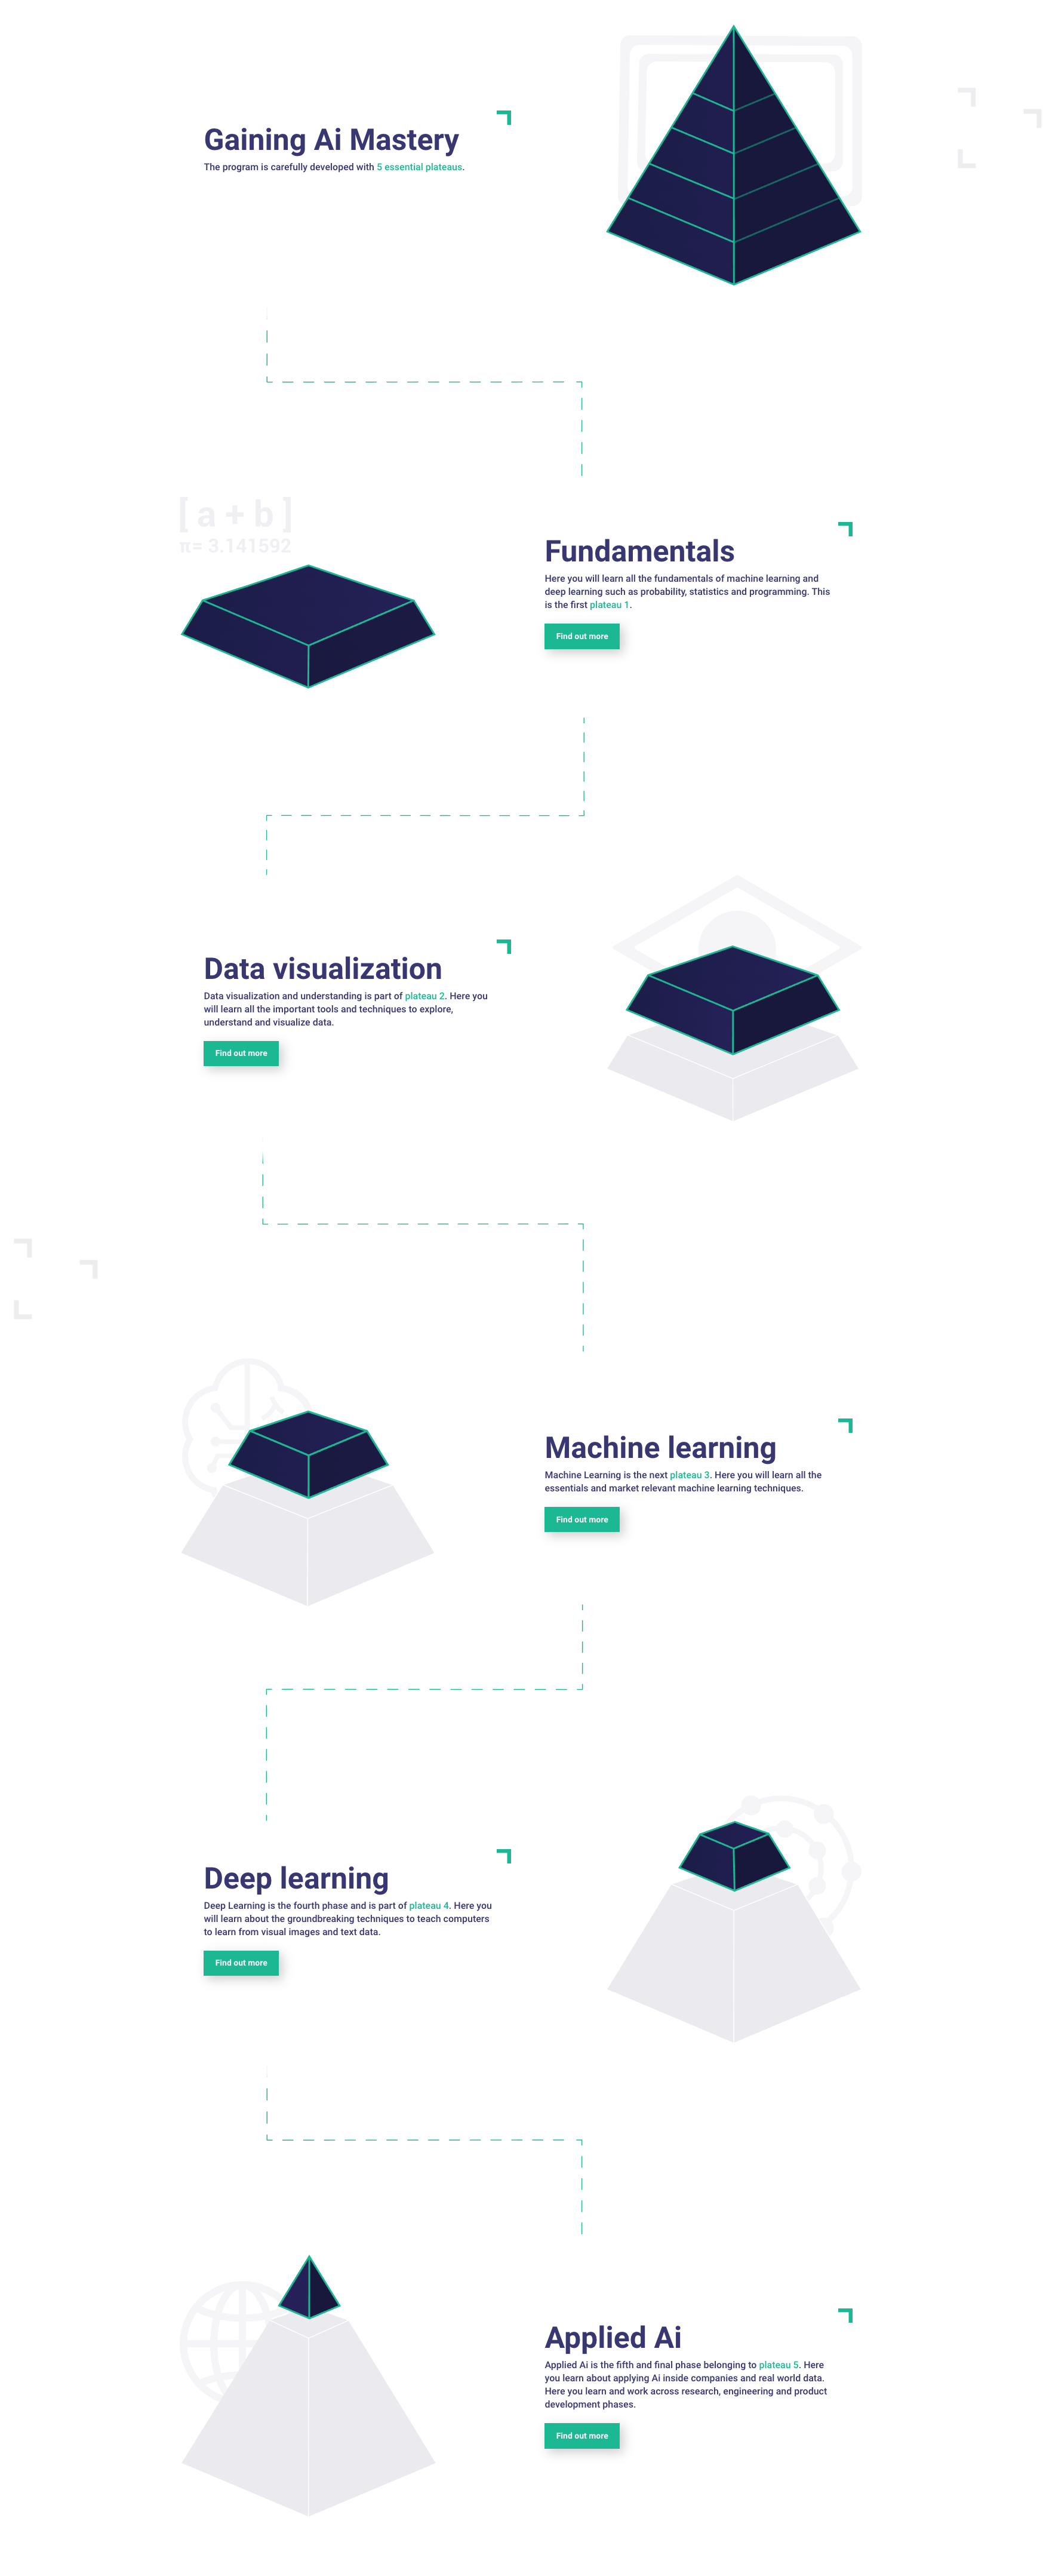 Gaining Ai Mastery
The program is carefully developed with 5 essential plateaus.
[ a + b ]
π= 3.141592
Fundamentals
Here you will learn all the fundamentals of machine learning and
deep learning such as probability, statistics and programming. This
is the first plateau 1.
Find out more
Data visualization
Data visualization and understanding is part of plateau 2. Here you
will learn all the important tools and techniques to explore,
understand and visualize data.
Find out more
Machine learning
Machine Learning is the next plateau 3. Here you will learn all the
essentials and market relevant machine learning techniques.
Find out more
Deep learning
Deep Learning is the fourth phase and is part of plateau 4. Here you
will learn about the groundbreaking techniques to teach computers
to learn from visual images and text data.
Find out more
Applied Ai
Applied Ai is the fifth and final phase belonging to plateau 5. Here
you learn about applying Ai inside companies and real world data.
Here you learn and work across research, engineering and product
development phases.
Find out more